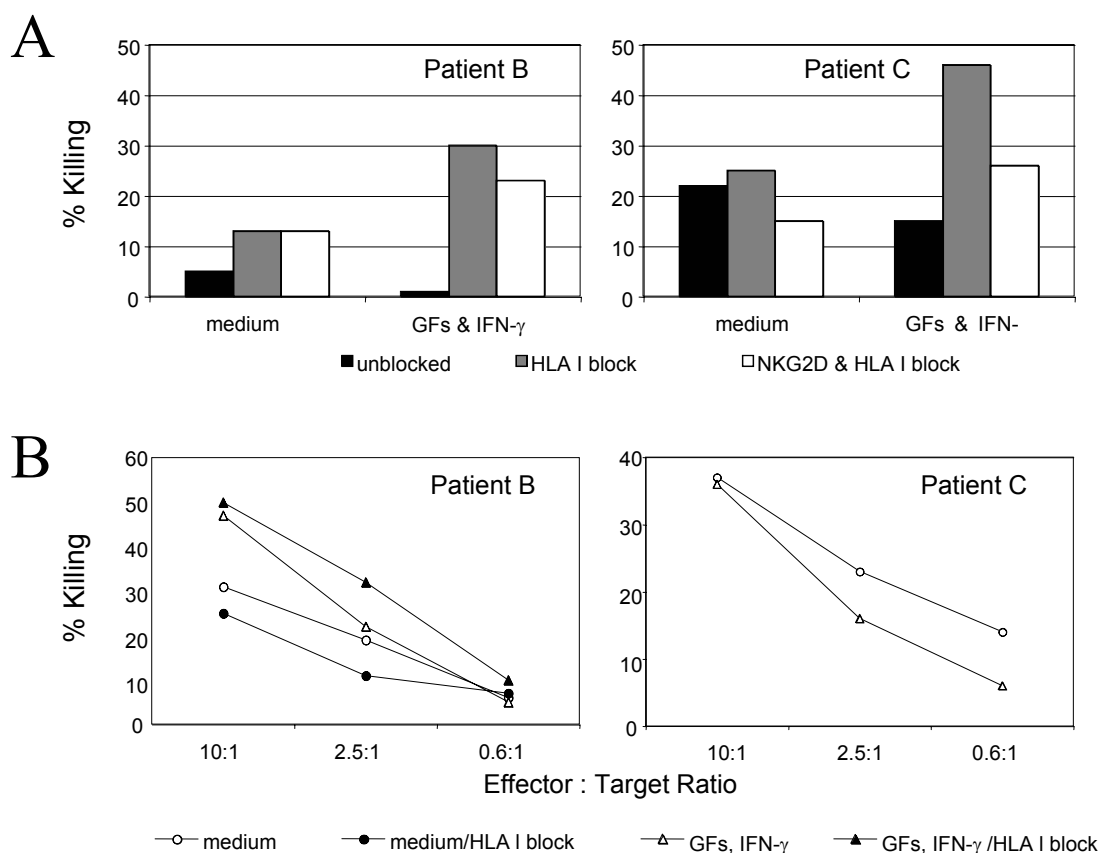 A
50
40
30
20
10
0
% Killing
Patient B
medium
GFs & IFN-γ
50
40
30
20
10
0
Patient C
medium
GFs & IFN-
unblocked
HLA I block
NKG2D & HLA I block
B
60
50
40
30
20
10
0
% Killing
Patient B
10:1
2.5:1
0.6:1
40
30
20
10
0
Patient C
10:1
2.5:1
0.6:1
Effector : Target Ratio
medium
medium/HLA I block
GFs, IFN-γ
GFs, IFN-γ /HLA I block